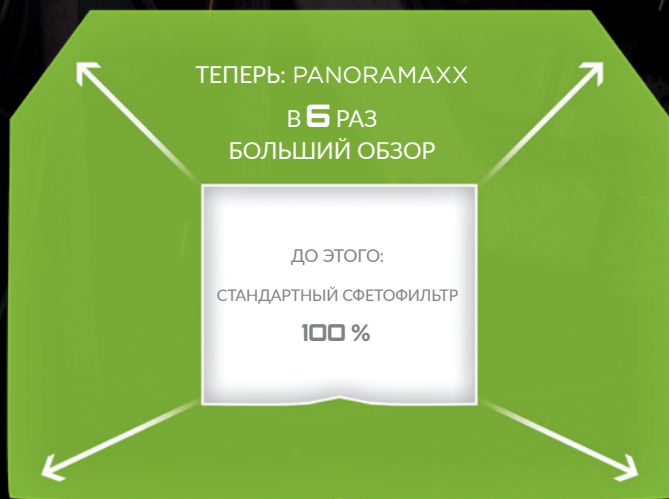 ТЕПЕРЬ: PANORAMAXX
В 6 РАЗ
БОЛЬШИЙ ОБЗОР
ДО ЭТОГО:
СТАНДАРТНЫЙ СФЕТОФИЛЬТР
100 %